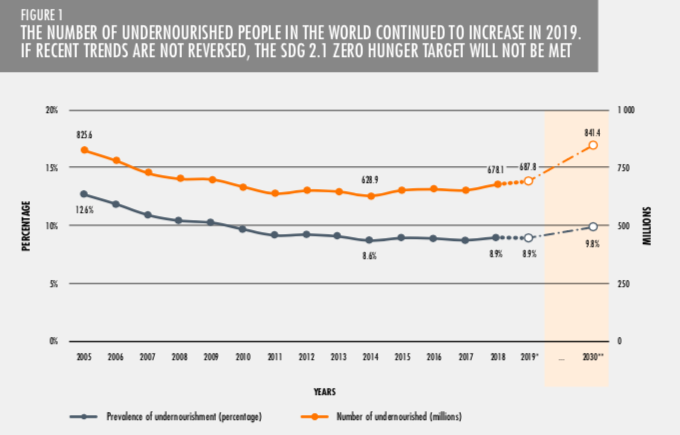 FIGURE 1
THE NUMBER OF UNDERNOURISHED PEOPLE IN THE WORLD CONTINUED TO INCREASE IN 2019.
IF RECENT TRENDS ARE NOT REVERSED, THE SDG 2.1 ZERO HUNGER TARGET WILL NOT BE MET
20% 1 000
825.6 841.4
678.1 687.8
15% 628.9 750
PERCENTAGE
MILLIONS
12.6%
10% 500
8.6% 8.9% 8.9% 9.8%
5% 250
0% 0
2005 2006 2007 2008 2009 2010 2011 2012 2013 2014 2015 2016 2017 2018 2019* ... 2030**
YEARS
Prevalence of undernourishment (percentage) Number of undernourished (millions)